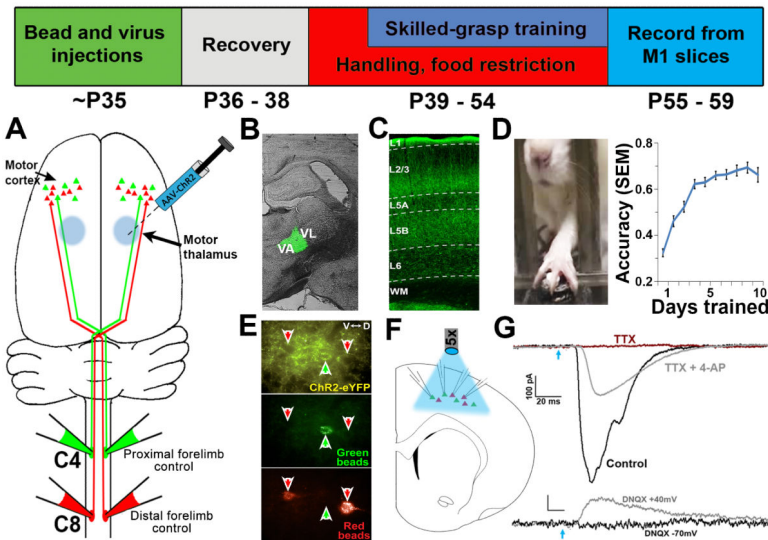 Bead and virus
injections
Recovery
Skilled-grasp training
Handling, food restriction
Record from
M1 slices
~P35
P36 - 38
P39 - 54
P55 - 59
A
Motor
cortex
AAV-ChR2
Motor
thalamus
C4
Proximal forelimb
control
C8
Distal forelimb
control
B
VL
VA
C
L1
L2/3
L5A
L5B
L6
WM
D
Accuracy (SEM)
0.8
0.6
0.4
0.2
1
5
10
Days trained
E
V↔D
ChR2-eYFP
Green
beads
Red
beads
F
5x
G
TTX
TTX + 4-AP
100 pA
20 ms
Control
DNQX +40mV
DNQX -70mV